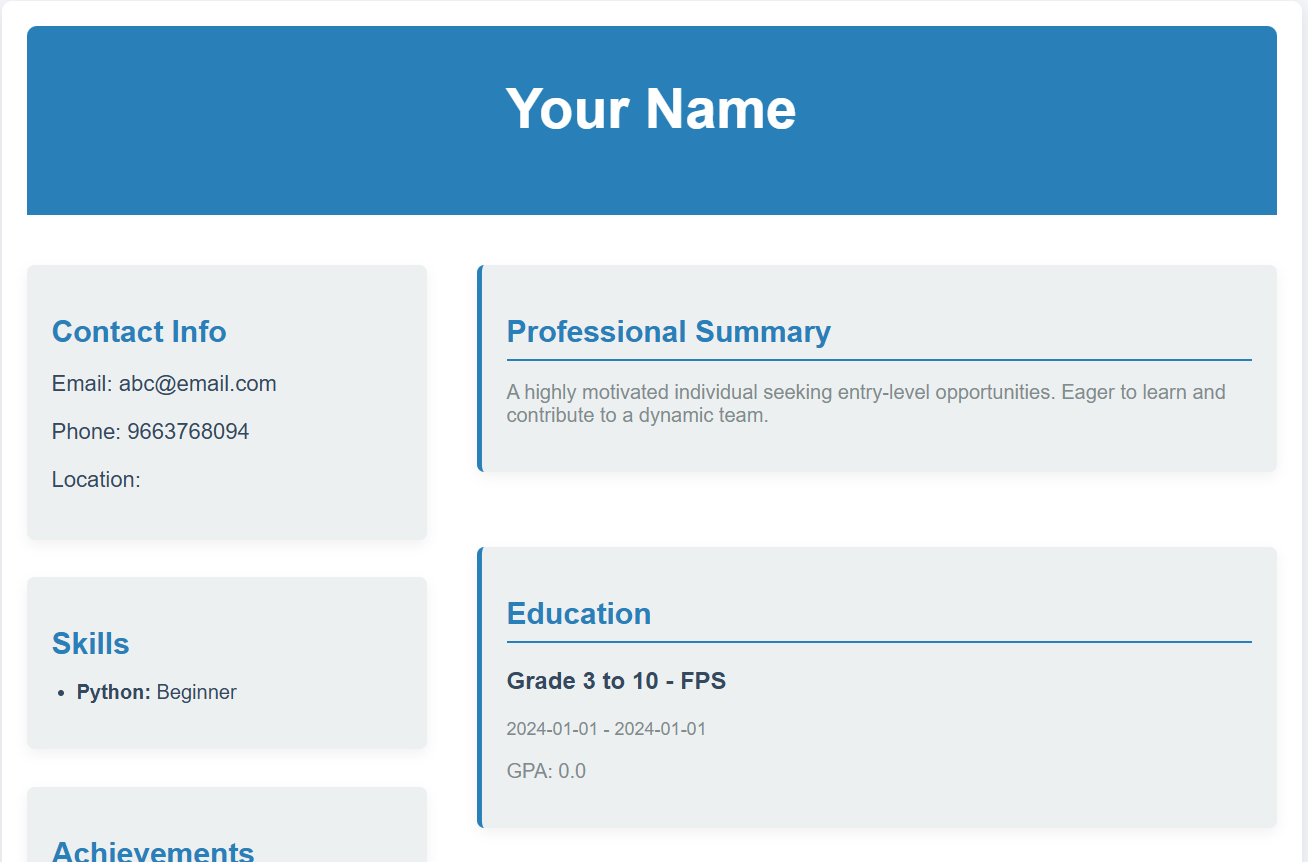 Your Name
Contact Info
Email: abc@email.com
Phone: 9663768094
Location:
Skills
• Python: Beginner
Achievements
Professional Summary
A highly motivated individual seeking entry-level opportunities. Eager to learn and
contribute to a dynamic team.
Education
Grade 3 to 10 - FPS
2024-01-01 - 2024-01-01
GPA: 0.0